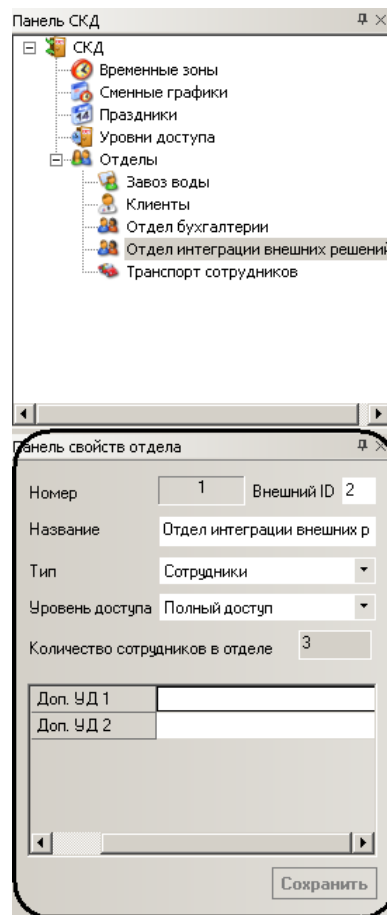 Панель СКД
СКД
Временные зоны
Сменные графики
Праздники
Уровни доступа
Отделы
Завоз воды
Клиенты
Отдел бухгалтерии
Отдел интеграции внешних решений
Транспорт сотрудников
Панель свойств отдела
Номер 1 Внешний ID 2
Название Отдел интеграции внешних р
Тип Сотрудники
Уровень доступа Полный доступ
Количество сотрудников в отделе 3
Доп. УД 1
Доп. УД 2
Сохранить